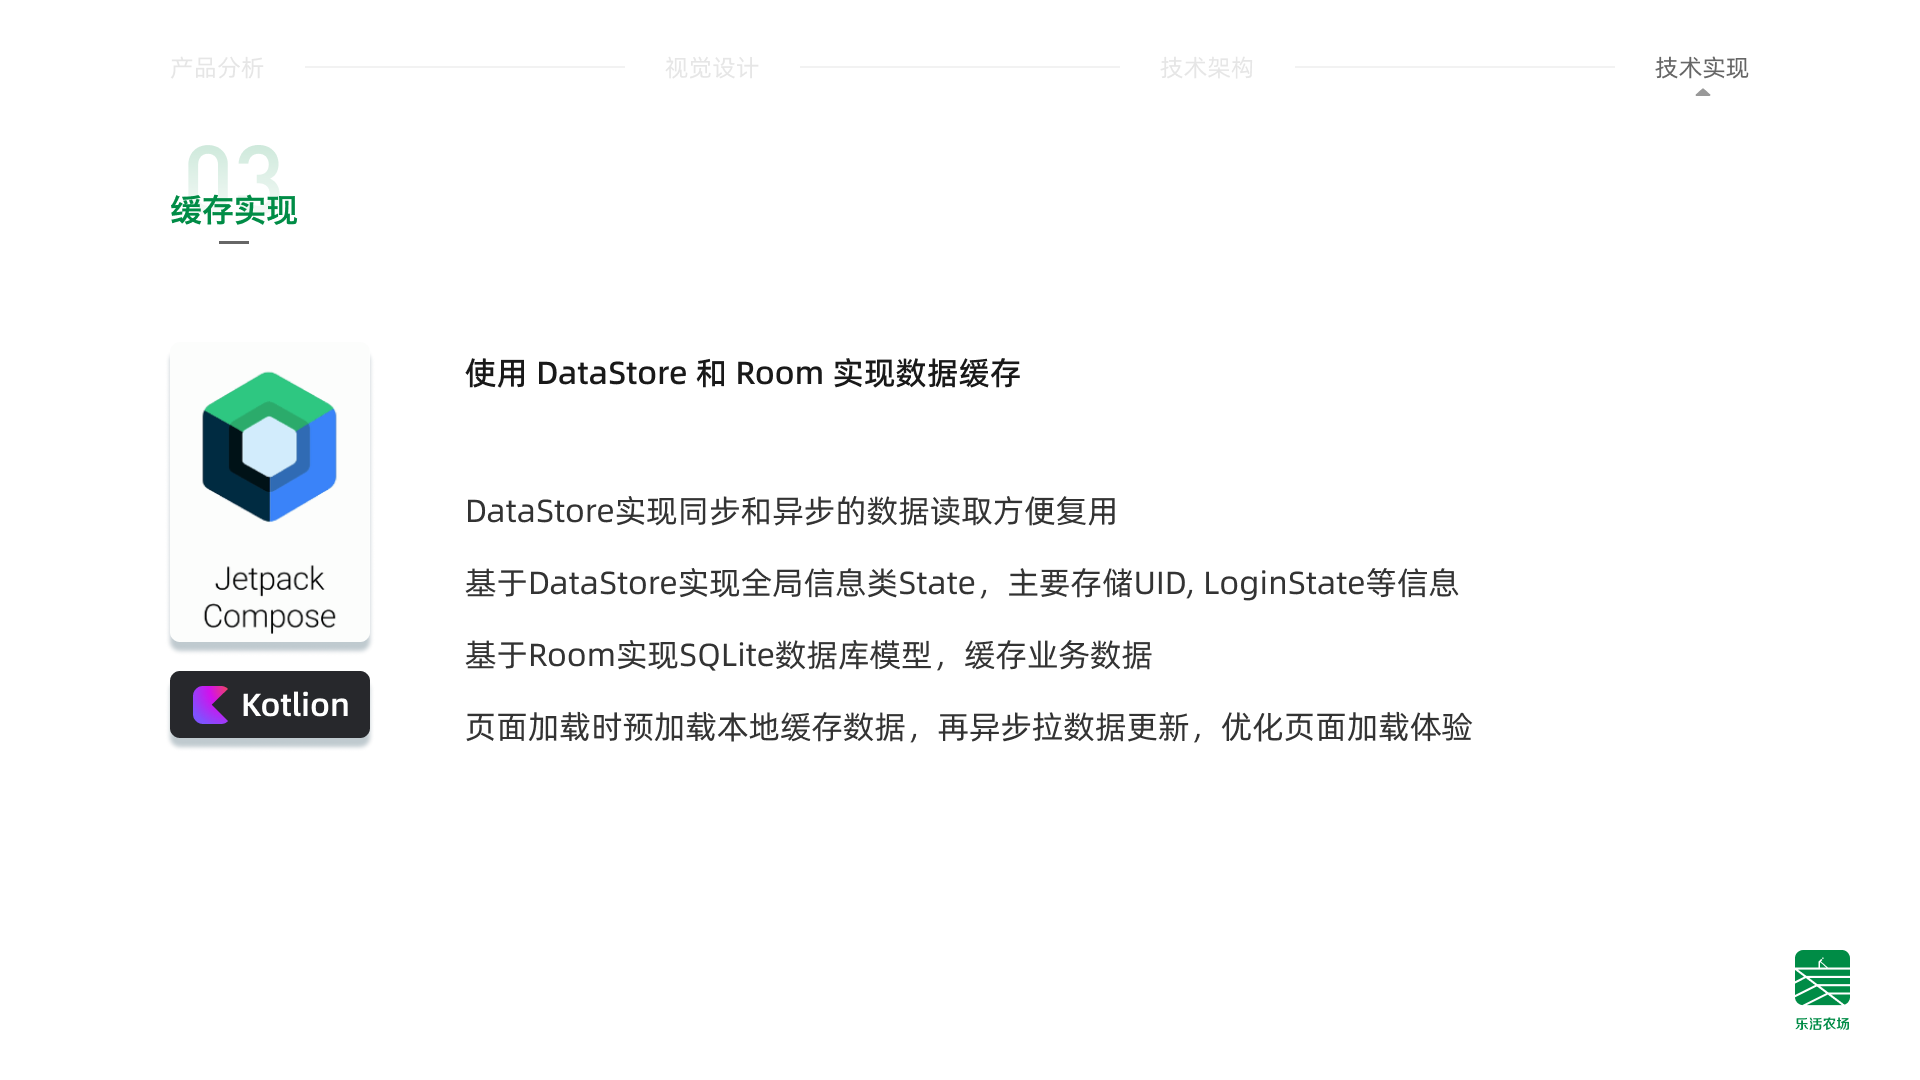 产品分析
视觉设计
技术架构
技术实现
03
缓存实现
使用 DataStore 和 Room 实现数据缓存
DataStore实现同步和异步的数据读取方便复用
基于DataStore实现全局信息类State，主要存储UID, LoginState等信息
基于Room实现SQLite数据库模型，缓存业务数据
页面加载时预加载本地缓存数据，再异步拉数据更新，优化页面加载体验
Jetpack
Compose
Kotlion
乐活农场